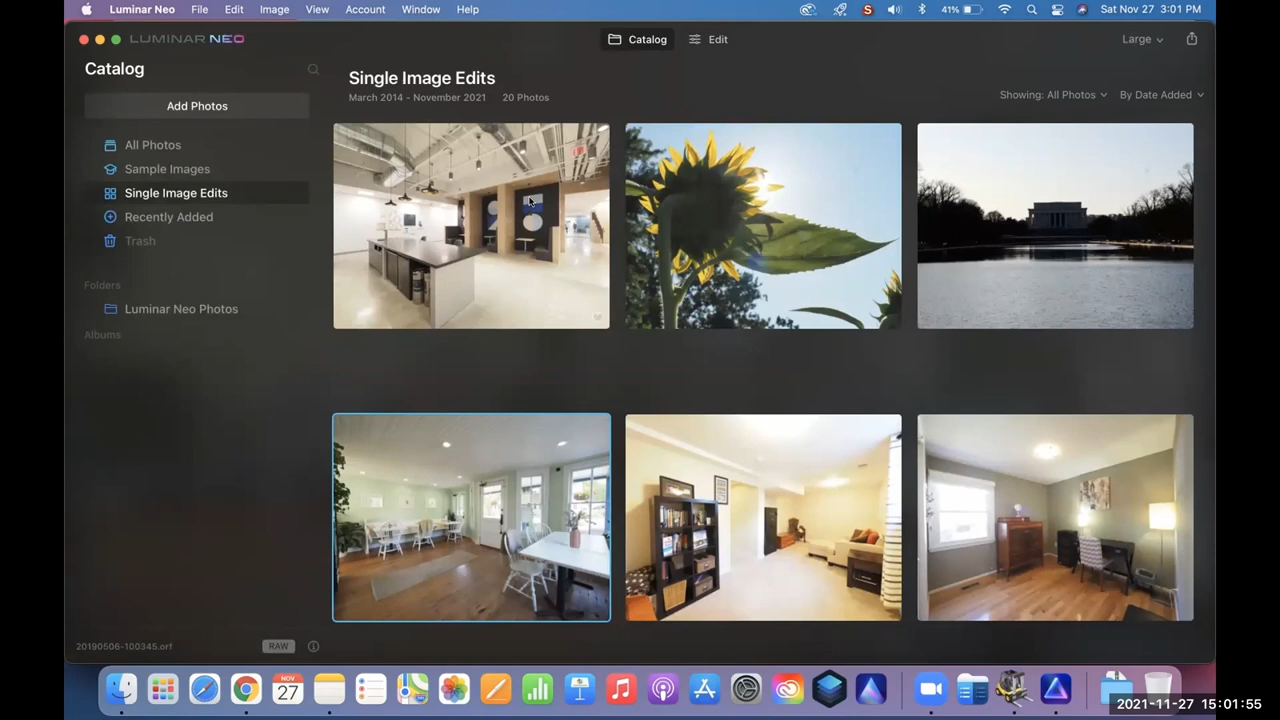 Luminar Neo File Edit Image View Account Window Help 41% Sat Nov 27 3:01 PM
LUMINAR NEO Catalog Edit Large
Catalog
Single Image Edits
March 2014 - November 2021 20 Photos
Showing: All Photos By Date Added
Add Photos
All Photos
Sample Images
Single Image Edits
Recently Added
Trash
Folders
Luminar Neo Photos
Albums
20190506-100345.orf RAW
NOV
27
2021-11-27 15:01:55